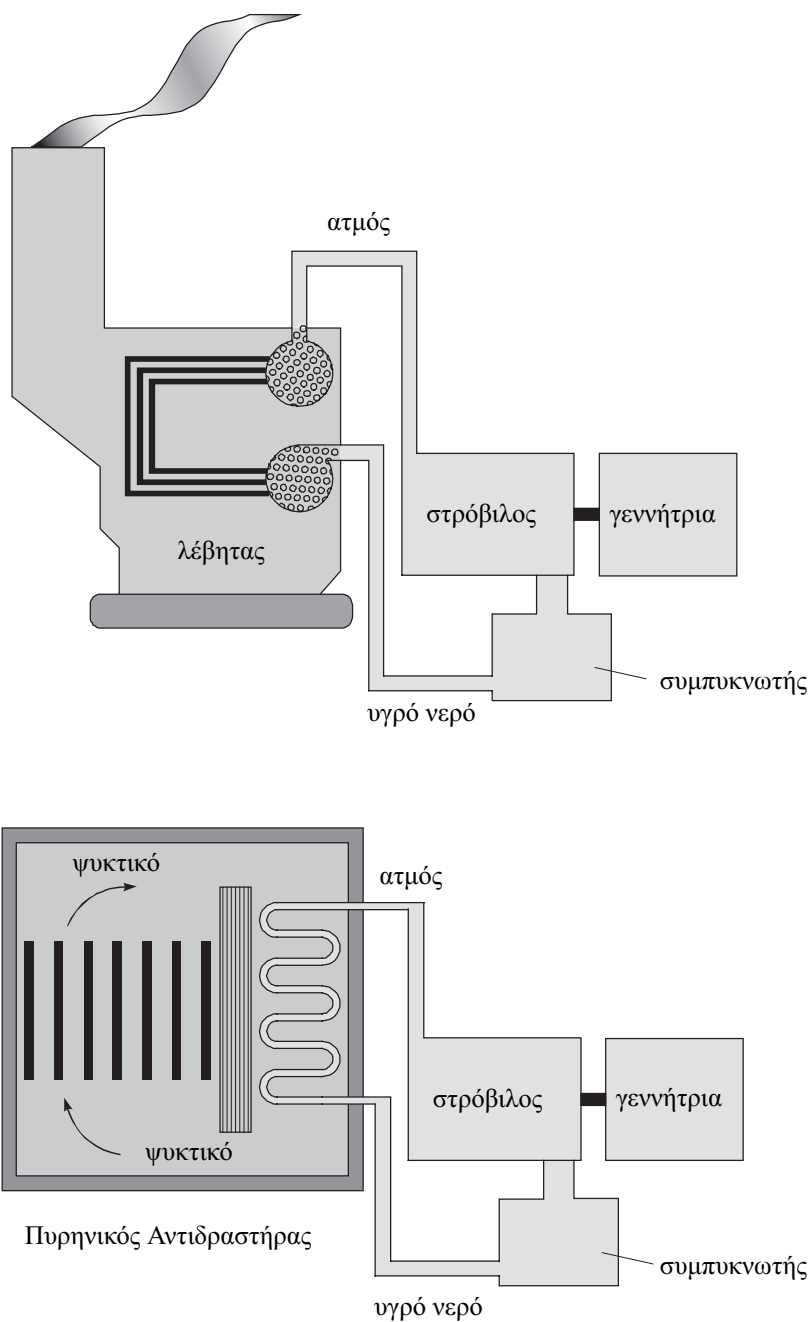 ατμός
στρόβιλος
γεννήτρια
λέβητας
συμπυκνωτής
υγρό νερό
ψυκτικό
ατμός
στρόβιλος
γεννήτρια
ψυκτικό
Πυρηνικός Αντιδραστήρας
συμπυκνωτής
υγρό νερό